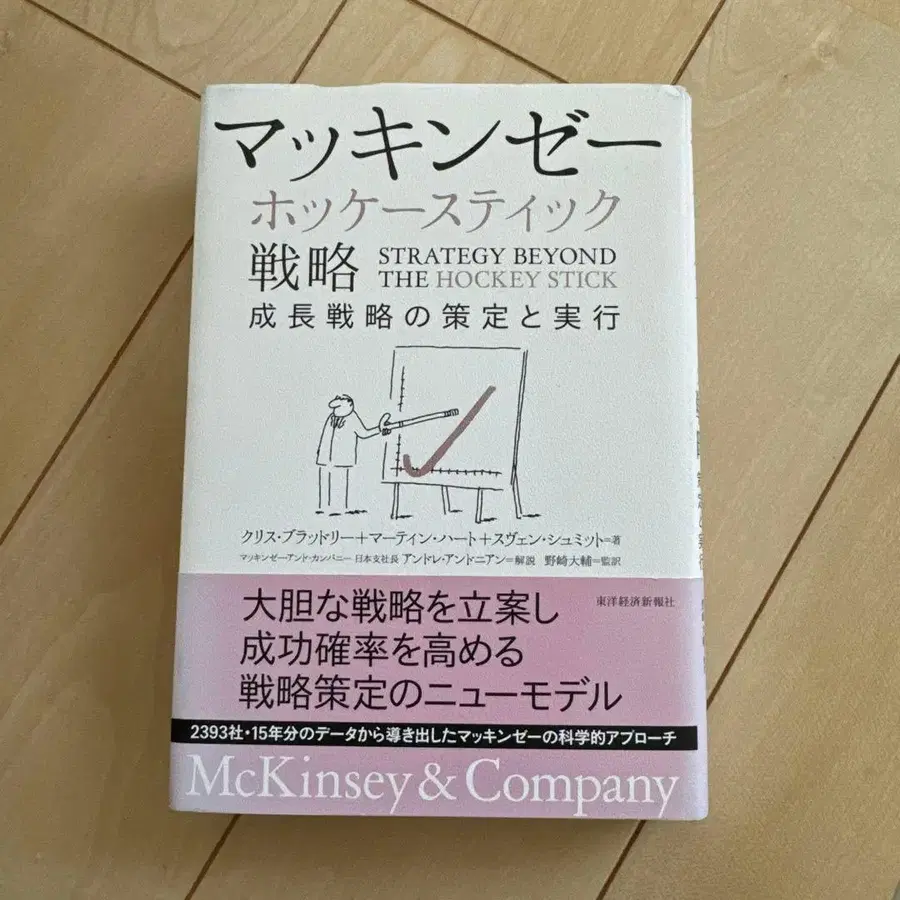 マッキンゼー
ホッケースティック
戦略 STRATEGY BEYOND
THE HOCKEY STICK
成長戦略の策定と実行
クリス・ブラッドリー+マーティン・ハート+スヴェン・シュミット=著
マッキンゼー・アンド・カンパニー 日本支社長 アンドレ・アンドニアン=解説 野崎大輔=監訳
東洋経済新報社
大胆な戦略を立案し
成功確率を高める
戦略策定のニューモデル
2393社・15年分のデータから導き出したマッキンゼーの科学的アプローチ
McKinsey & Company